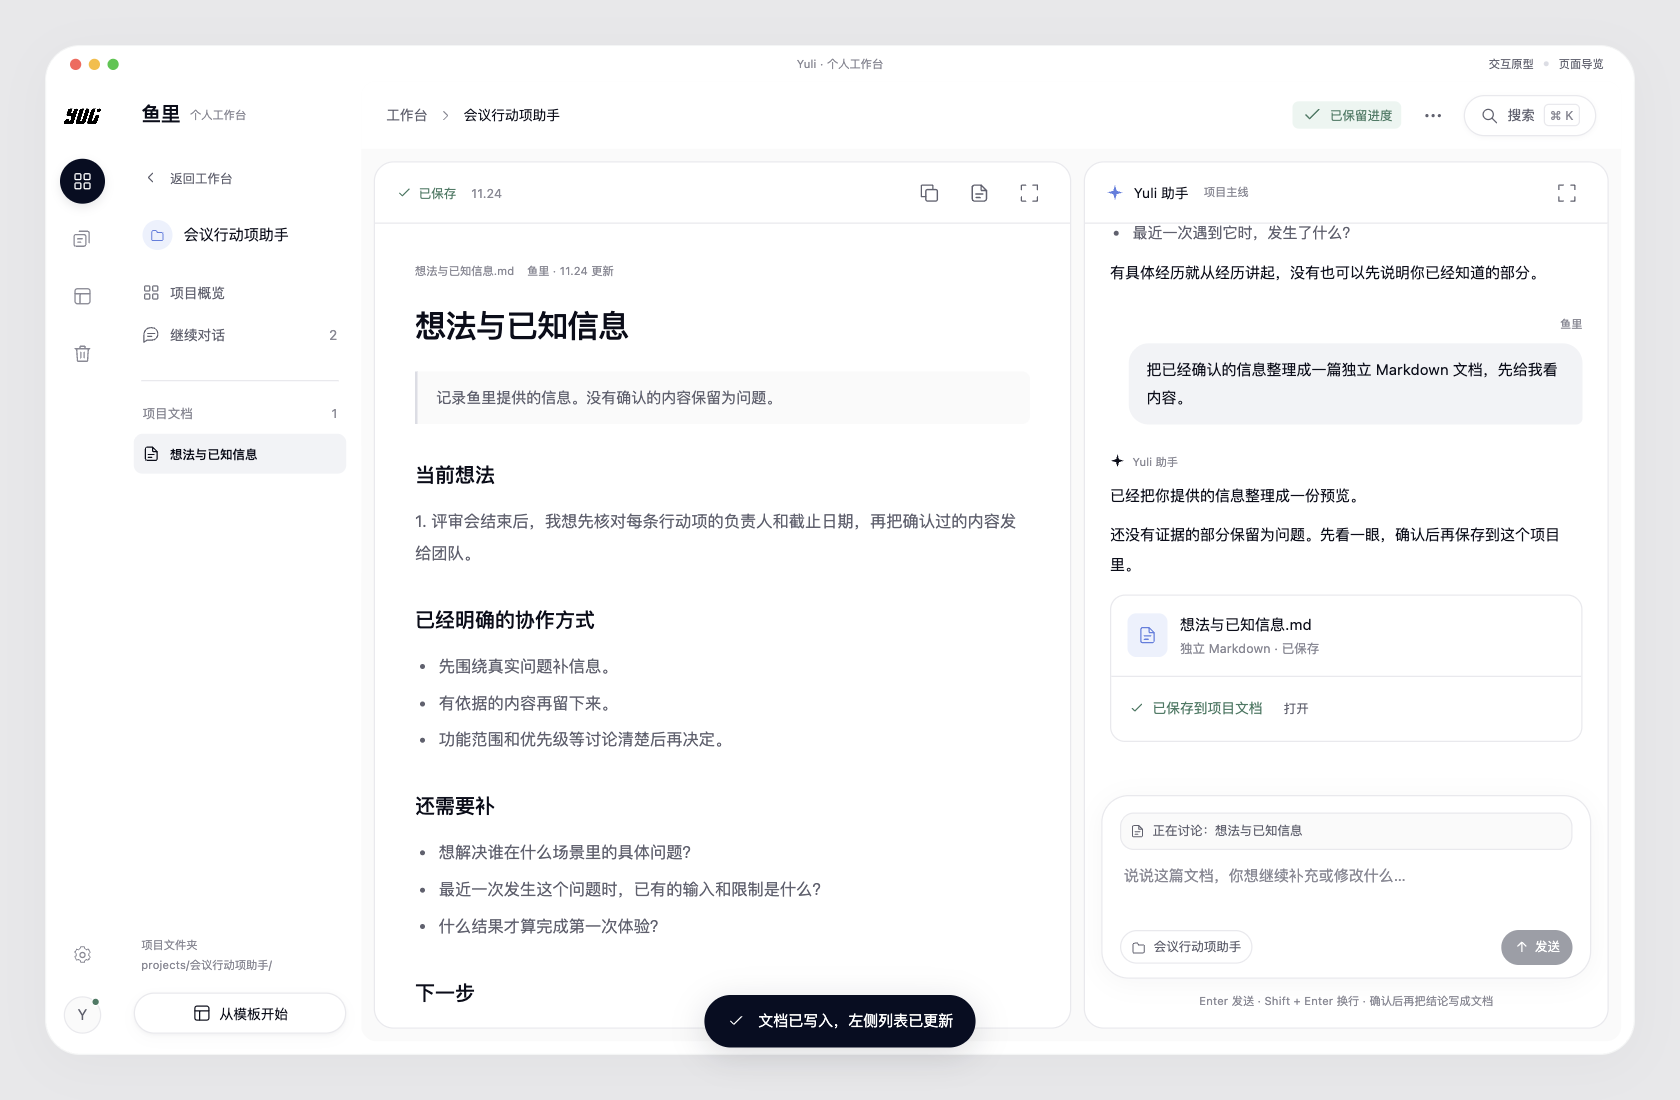 Yuli · 个人工作台
交互原型
页面导览
YOG
鱼里 个人工作台
返回工作台
会议行动项助手
项目概览
继续对话 2
项目文档 1
想法与已知信息
项目文件夹
projects/会议行动项助手/
从模板开始
Y
工作台 > 会议行动项助手
已保留进度
搜索 ⌘ K
已保存 11.24
想法与已知信息.md 鱼里 · 11.24 更新
想法与已知信息
记录鱼里提供的信息。没有确认的内容保留为问题。
当前想法
1. 评审会结束后，我想先核对每条行动项的负责人和截止日期，再把确认过的内容发
给团队。
已经明确的协作方式
• 先围绕真实问题补信息。
• 有依据的内容再留下来。
• 功能范围和优先级等讨论清楚后再决定。
还需要补
• 想解决谁在什么场景里的具体问题？
• 最近一次发生这个问题时，已有的输入和限制是什么？
• 什么结果才算完成第一次体验？
下一步
Yuli 助手 项目主线
• 最近一次遇到它时，发生了什么？
有具体经历就从经历讲起，没有也可以先说明你已经知道的部分。
鱼里
把已经确认的信息整理成一篇独立 Markdown 文档，先给我看
内容。
Yuli 助手
已经把你提供的信息整理成一份预览。
还没有证据的部分保留为问题。先看一眼，确认后再保存到这个项目
里。
想法与已知信息.md
独立 Markdown · 已保存
已保存到项目文档 打开
正在讨论：想法与已知信息
说说这篇文档，你想继续补充或修改什么...
会议行动项助手
发送
Enter 发送 · Shift + Enter 换行 · 确认后再把结论写成文档
文档已写入，左侧列表已更新